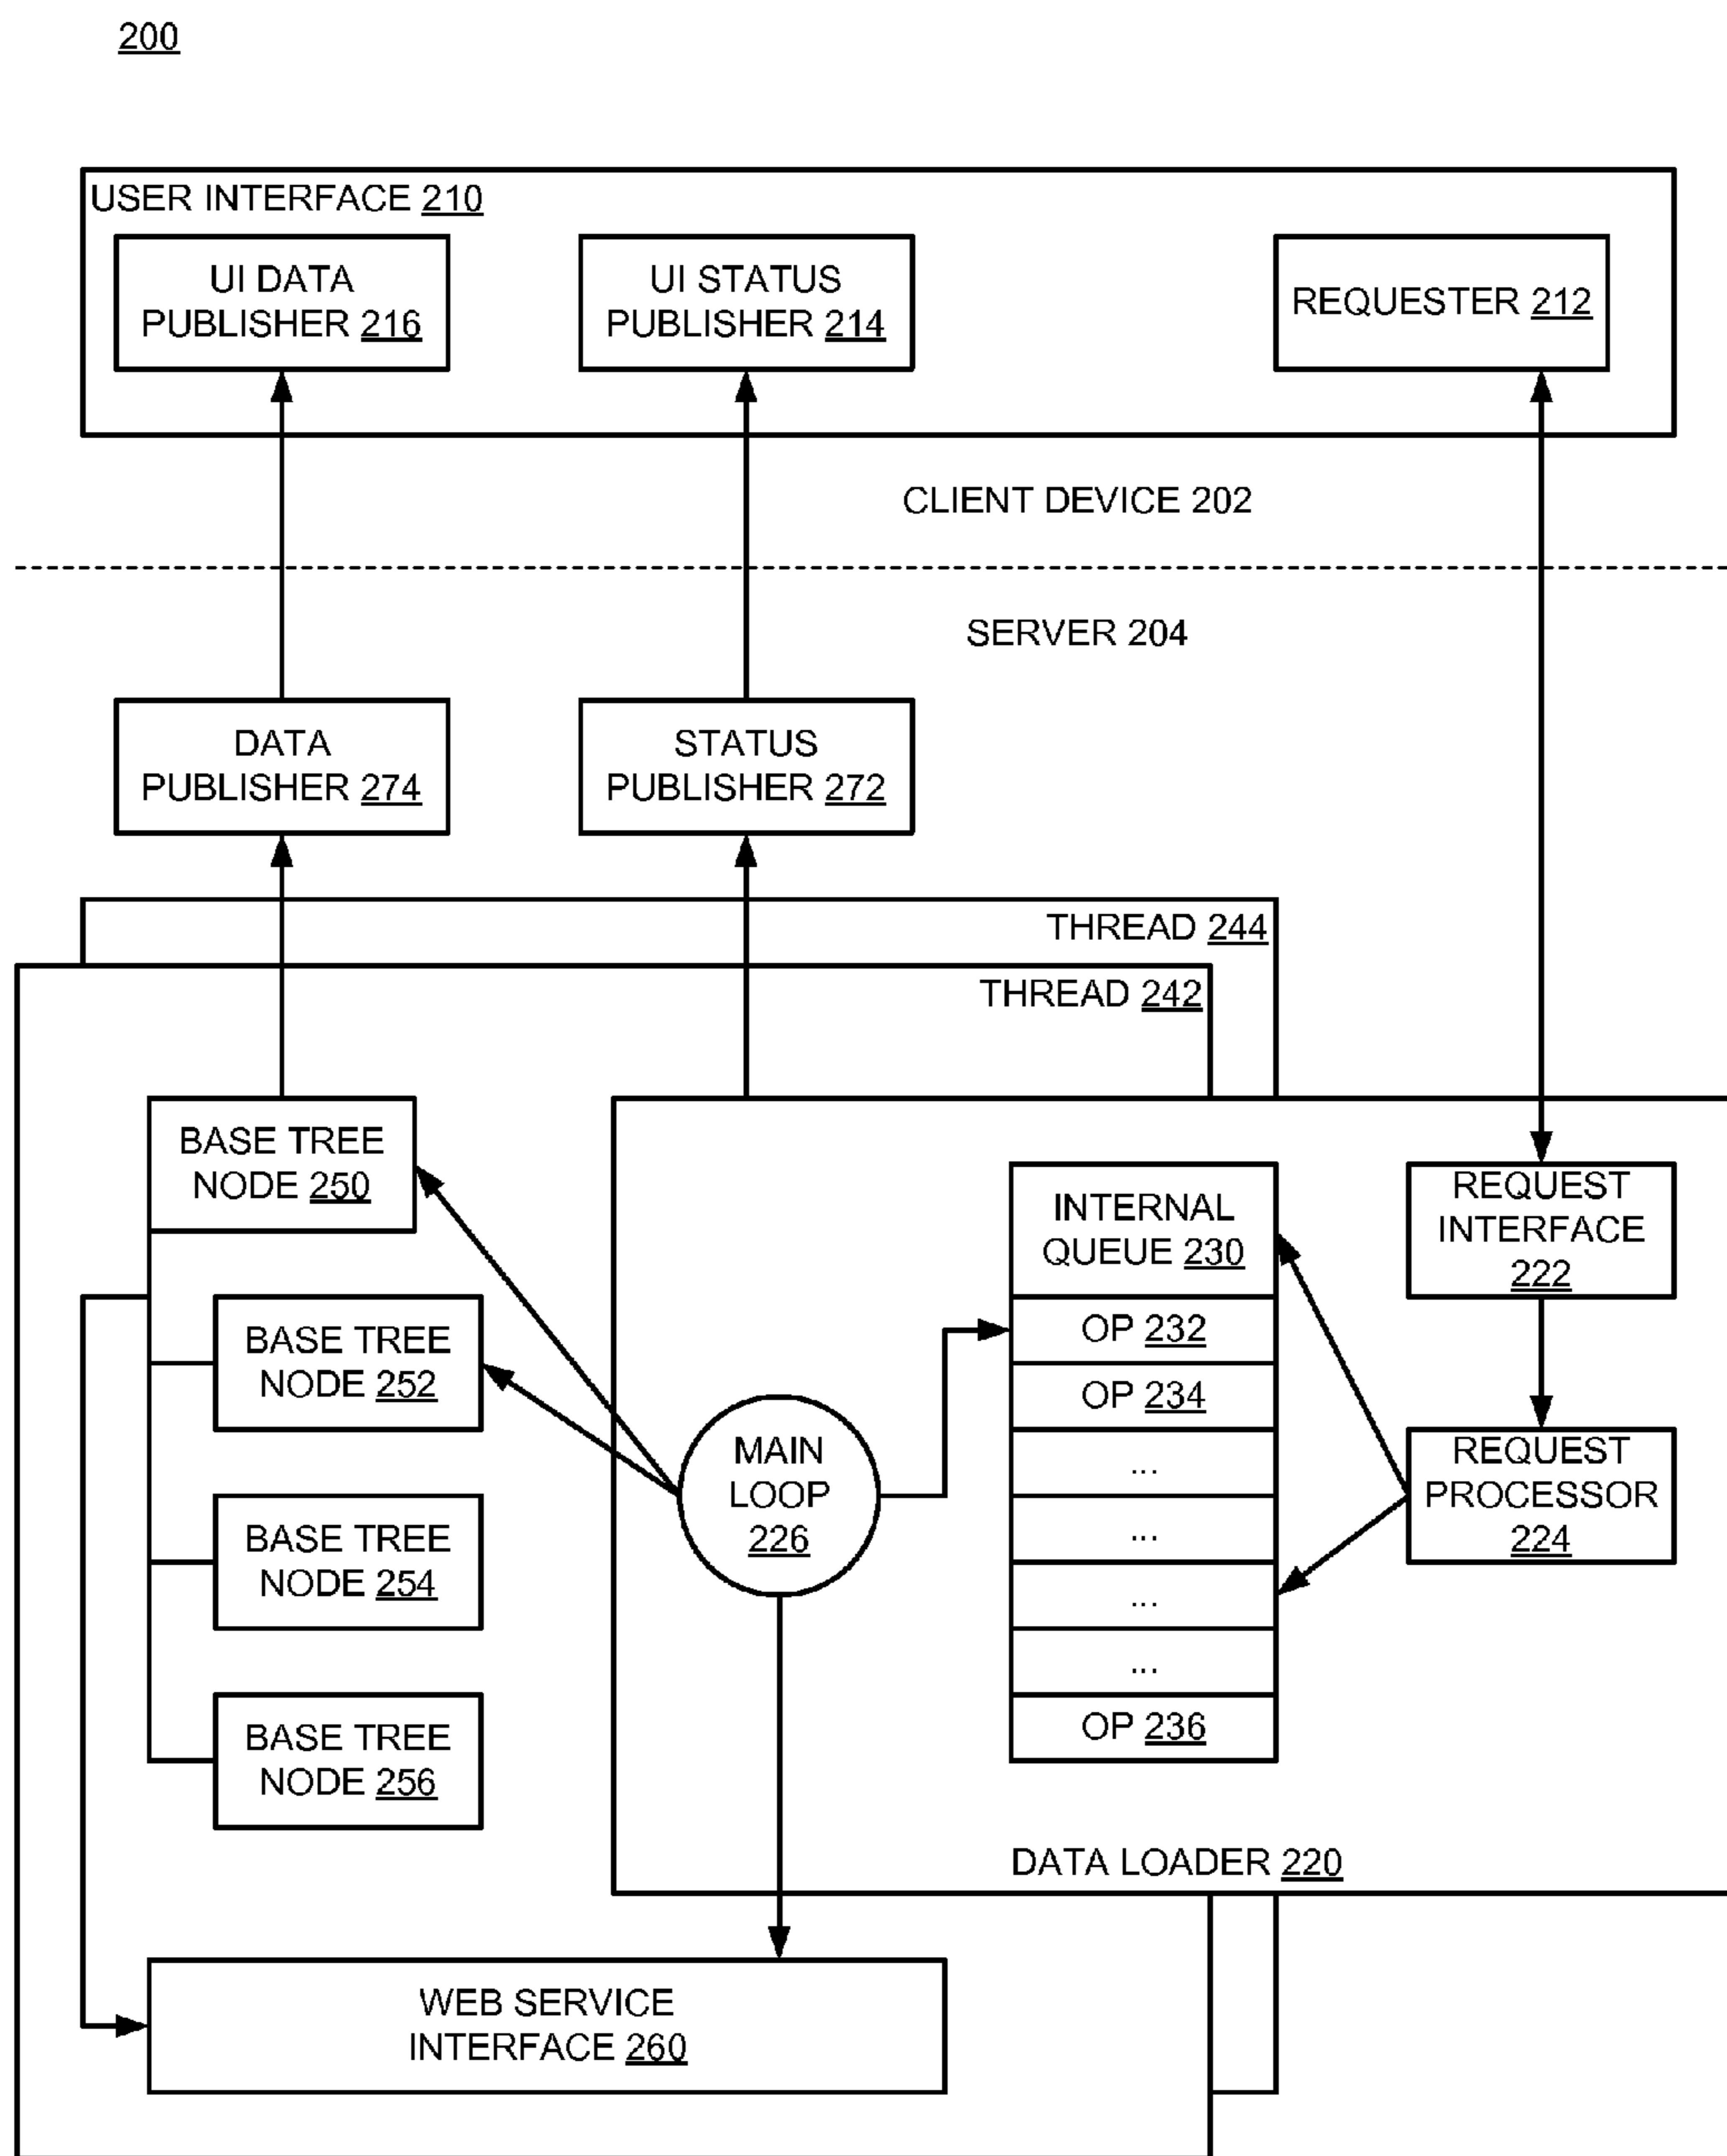 200
USER INTERFACE 210
UI DATA
PUBLISHER 216
UI STATUS
PUBLISHER 214
REQUESTER 212
CLIENT DEVICE 202
SERVER 204
DATA
PUBLISHER 274
STATUS
PUBLISHER 272
THREAD 244
THREAD 242
BASE TREE
NODE 250
BASE TREE
NODE 252
BASE TREE
NODE 254
BASE TREE
NODE 256
MAIN
LOOP
226
INTERNAL
QUEUE 230
OP 232
OP 234
...
...
...
...
OP 236
REQUEST
INTERFACE
222
REQUEST
PROCESSOR
224
DATA LOADER 220
WEB SERVICE
INTERFACE 260